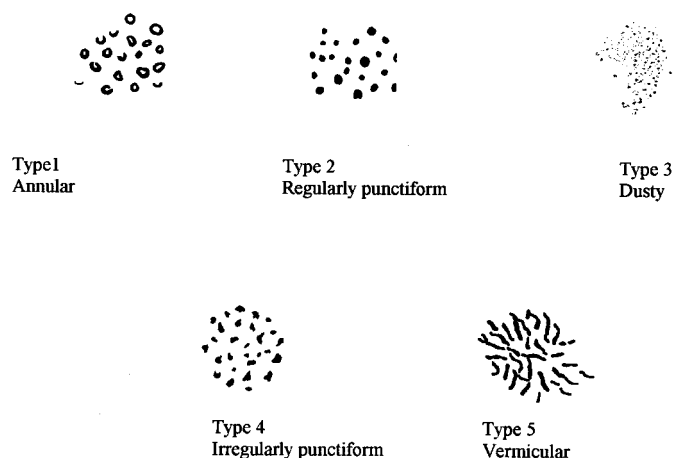 Type1
Annular
Type 2
Regularly punctiform
Type 3
Dusty
Type 4
Irregularly punctiform
Type 5
Vermicular